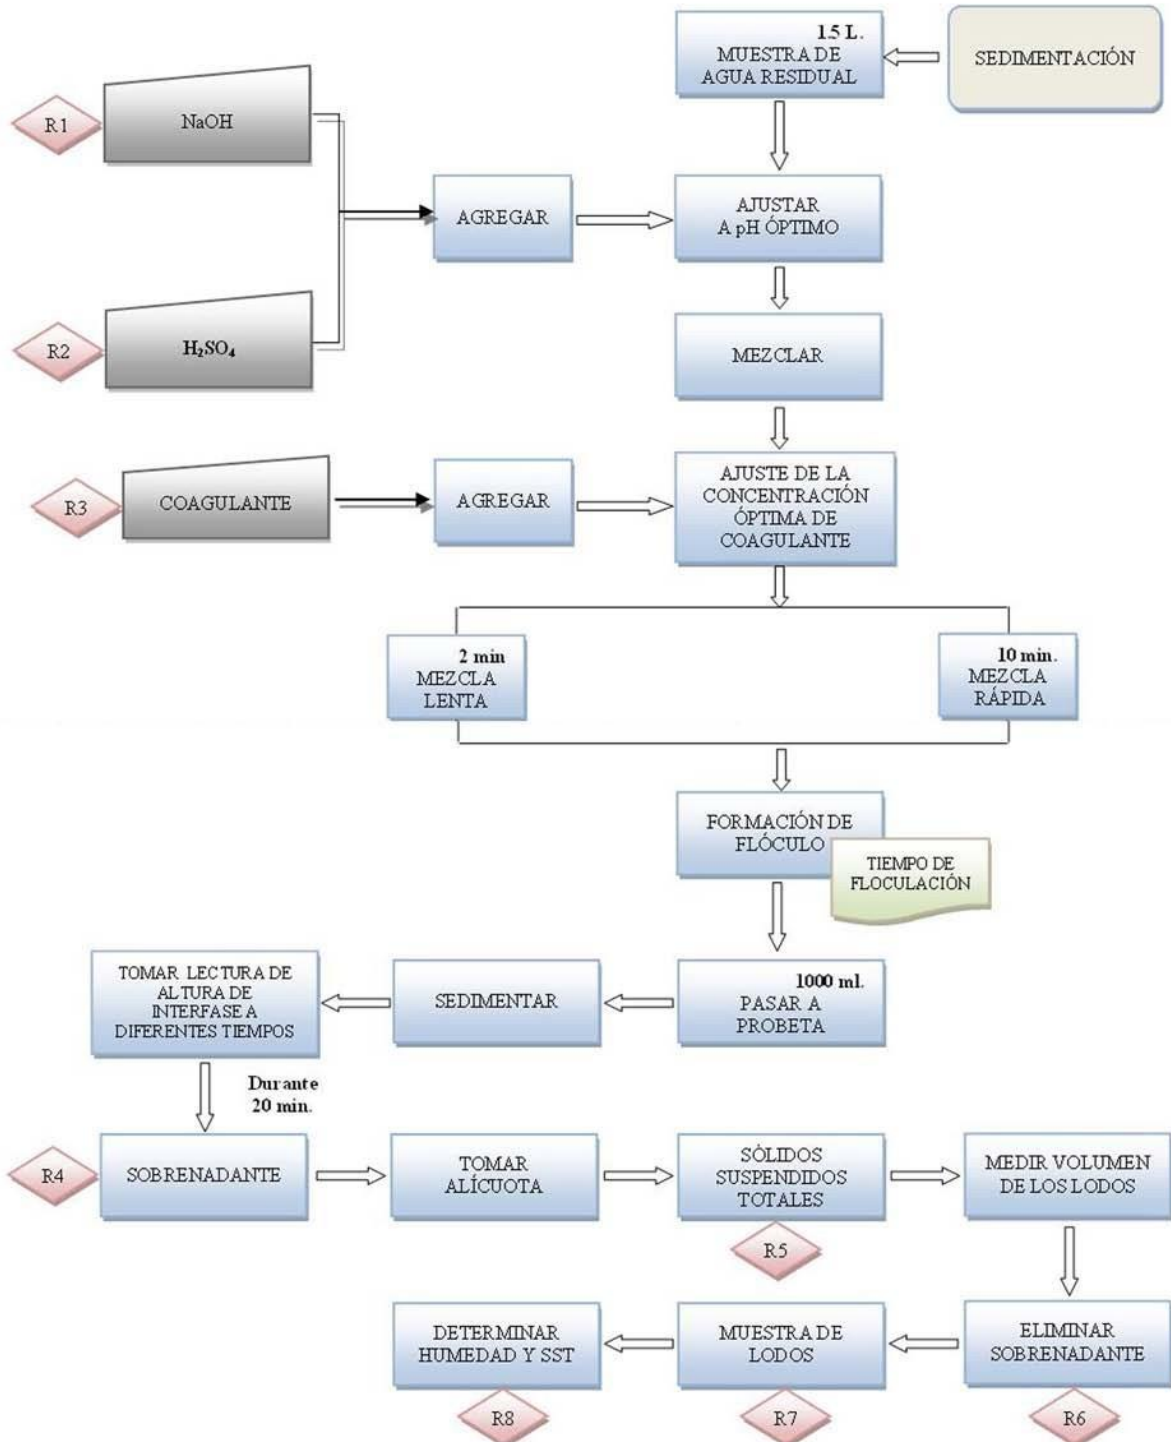 1.5 L.
MUESTRA DE
AGUA RESIDUAL
SEDIMENTACIÓN
R1
NaOH
AGREGAR
AJUSTAR
A pH ÓPTIMO
R2
H₂SO₄
MEZCLAR
R3
COAGULANTE
AGREGAR
AJUSTE DE LA
CONCENTRACIÓN
ÓPTIMA DE
COAGULANTE
2 min
MEZCLA
LENTA
10 min.
MEZCLA
RÁPIDA
FORMACIÓN DE
FLÓCULO
TIEMPO DE
FLOCULACIÓN
1000 ml.
PASAR A
PROBETA
SEDIMENTAR
TOMAR LECTURA DE
ALTURA DE
INTERFASE A
DIFERENTES TIEMPOS
Durante
20 min.
R4
SOBRENADANTE
TOMAR
ALÍCUOTA
SÓLIDOS
SUSPENDIDOS
TOTALES
R5
MEDIR VOLUMEN
DE LOS LODOS
ELIMINAR
SOBRENADANTE
R6
MUESTRA DE
LODOS
R7
DETERMINAR
HUMEDAD Y SST
R8